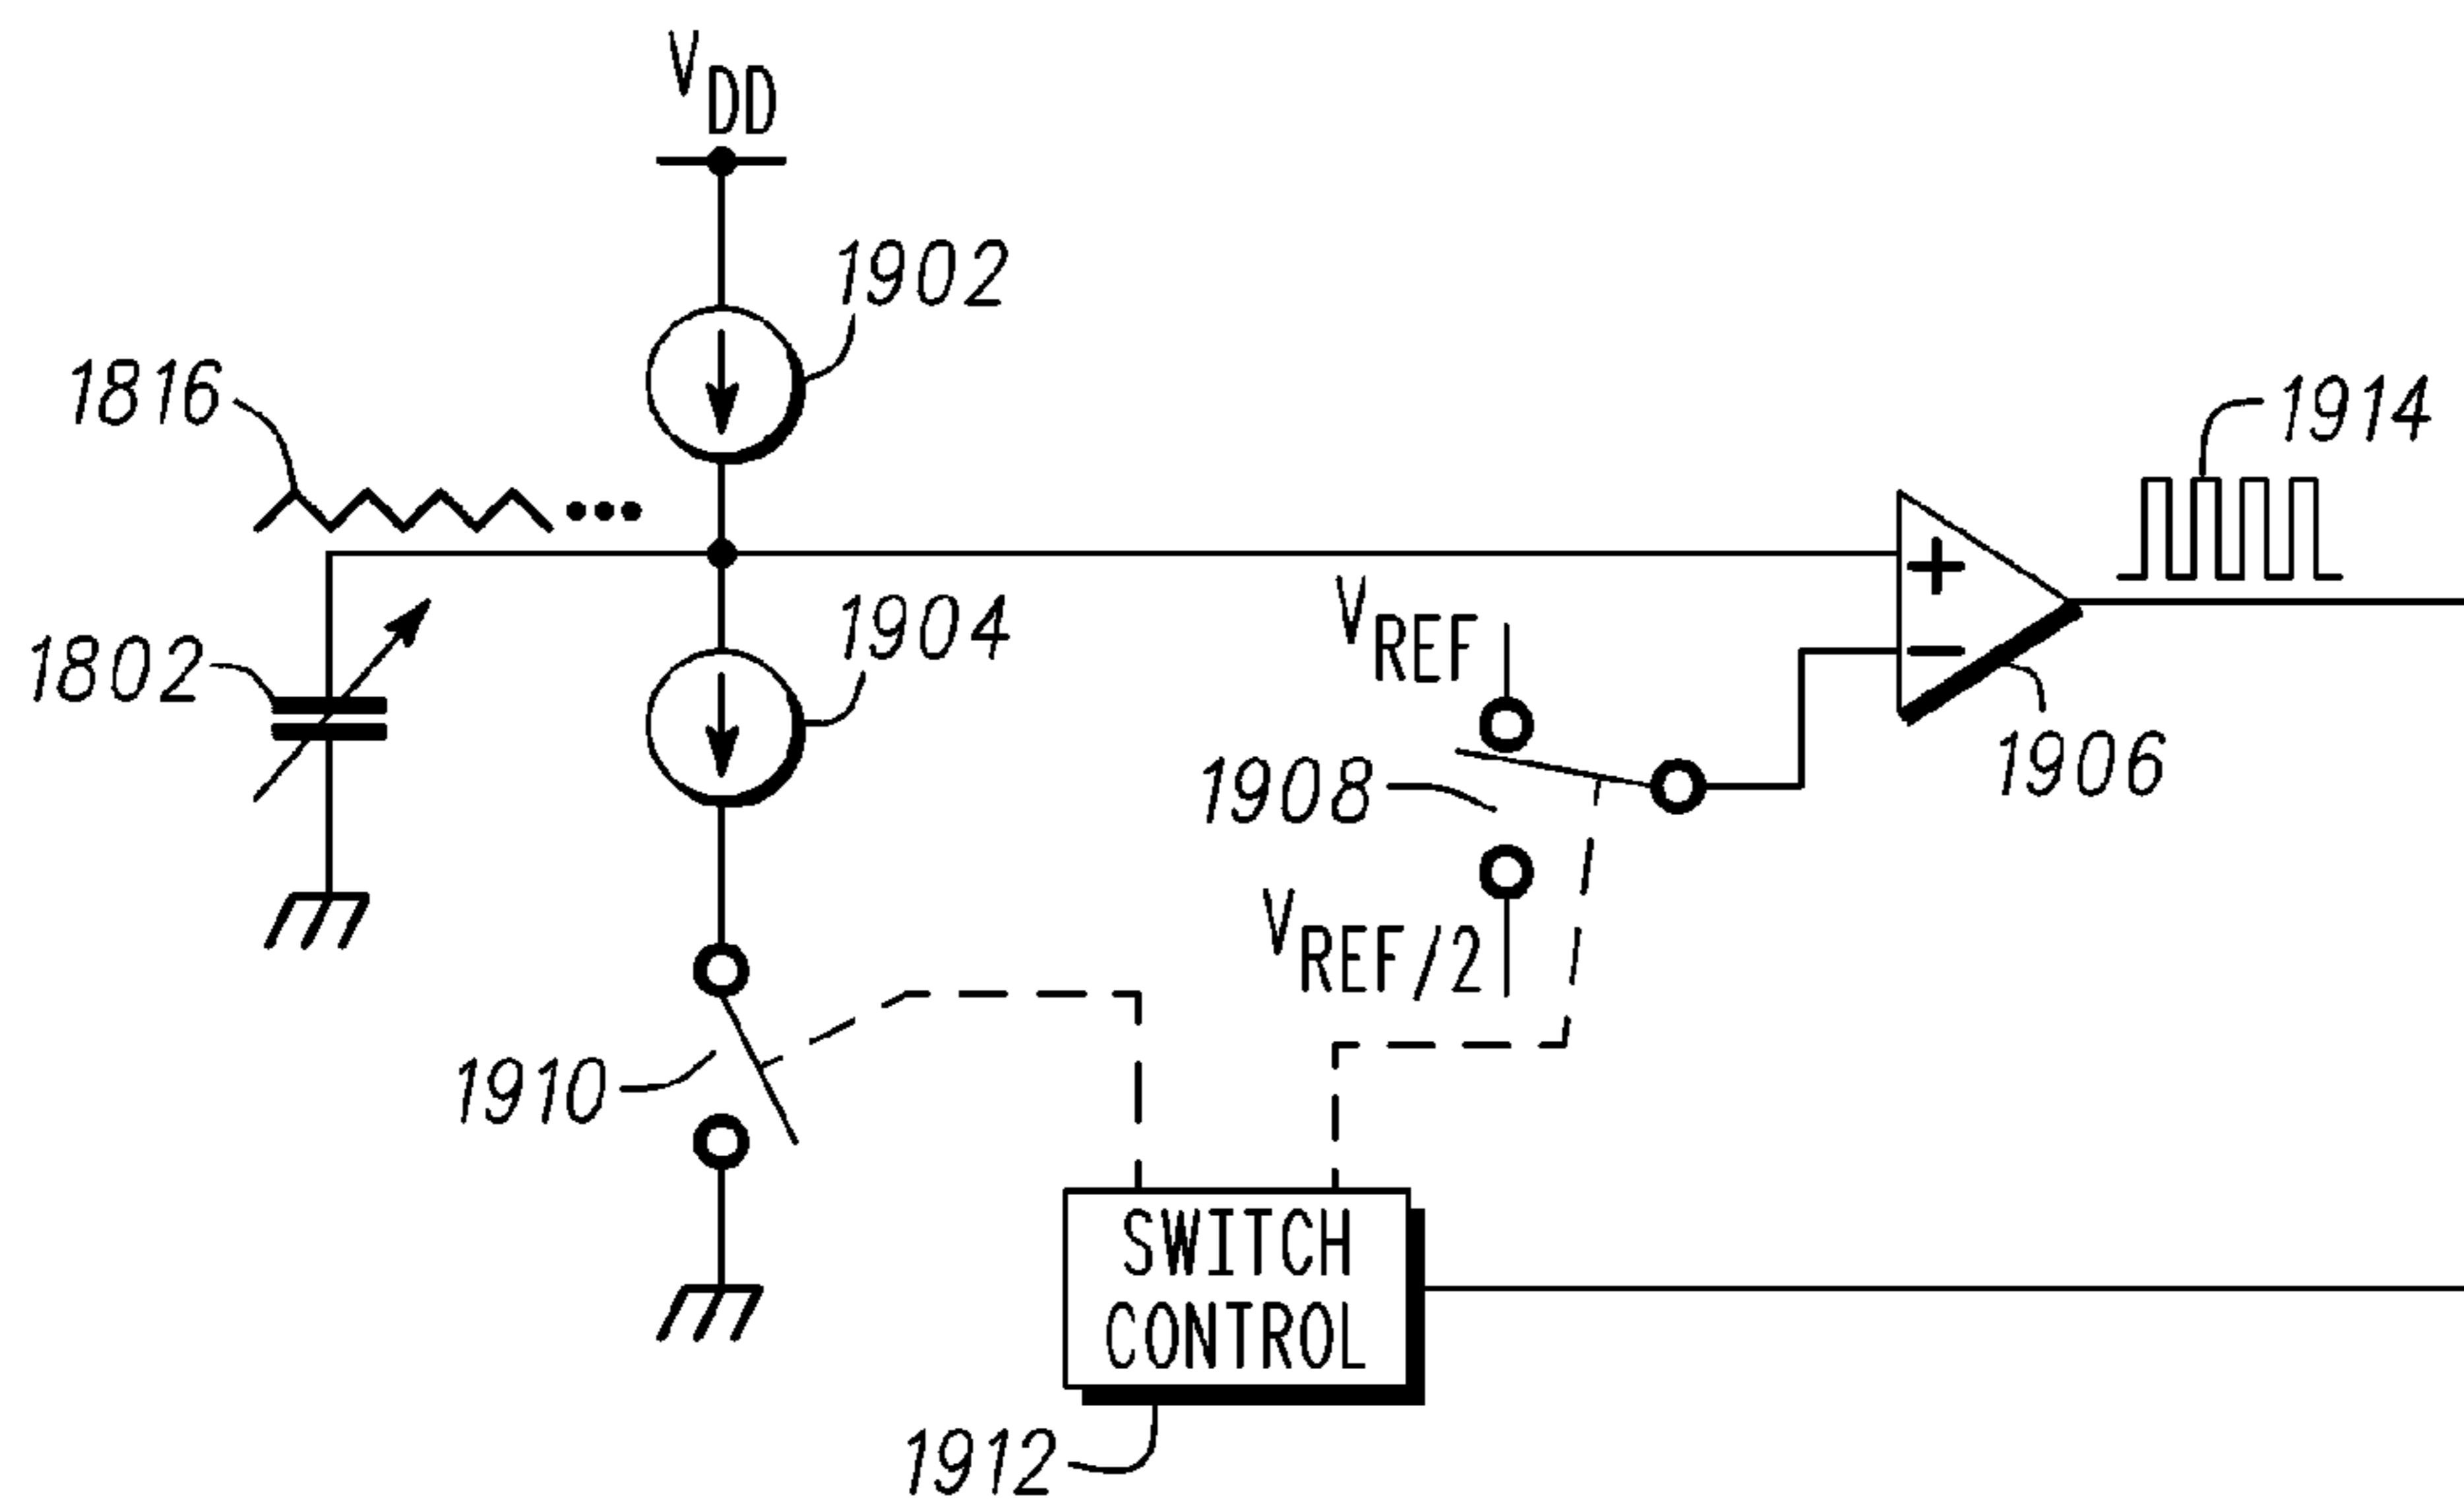 VDD
1902
1816
1914
1904
VREF
1802
1908
1906
VREF/2
1910
SWITCH
CONTROL
1912
+
−